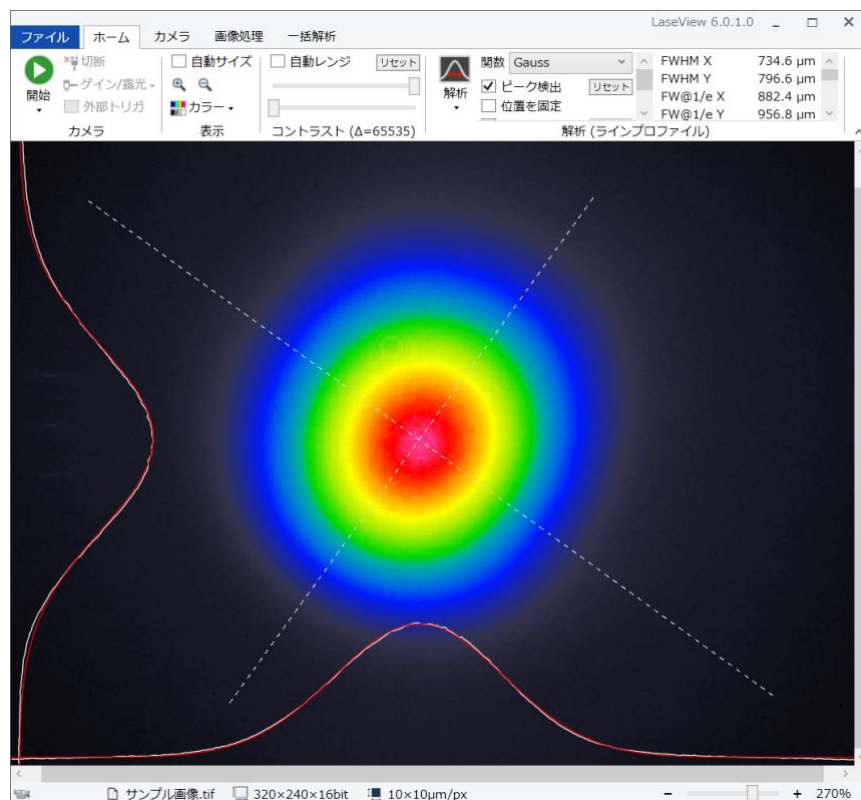 LaseView 6.0.1.0
ファイル ホーム カメラ 画像処理 一括解析
開始
切断
ゲイン/露光
外部トリガ
カメラ
自動サイズ
カラー
表示
自動レンジ リセット
コントラスト (Δ=65535)
解析
関数 Gauss
ピーク検出 リセット
位置を固定
FWHM X 734.6 µm
FWHM Y 796.6 µm
FW@1/e X 882.4 µm
FW@1/e Y 956.8 µm
解析 (ラインプロファイル)
サンプル画像.tif 320×240×16bit 10×10µm/px 270%